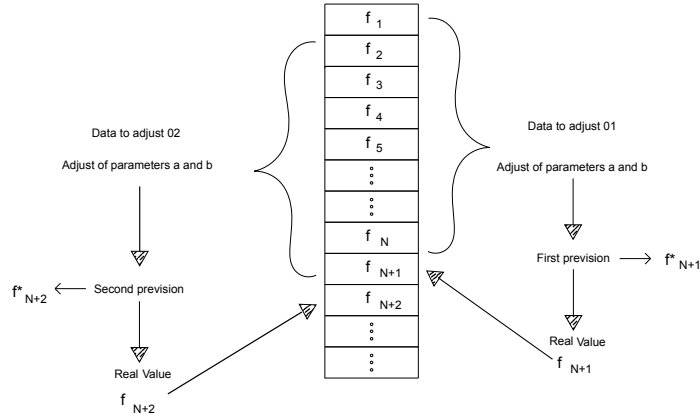 f 1
f 2
f 3
f 4
f 5
f N
f N+1
f N+2
Data to adjust 02
Adjust of parameters a and b
Second prevision
f* N+2
Real Value
f N+2
Data to adjust 01
Adjust of parameters a and b
First prevision
f* N+1
Real Value
f N+1